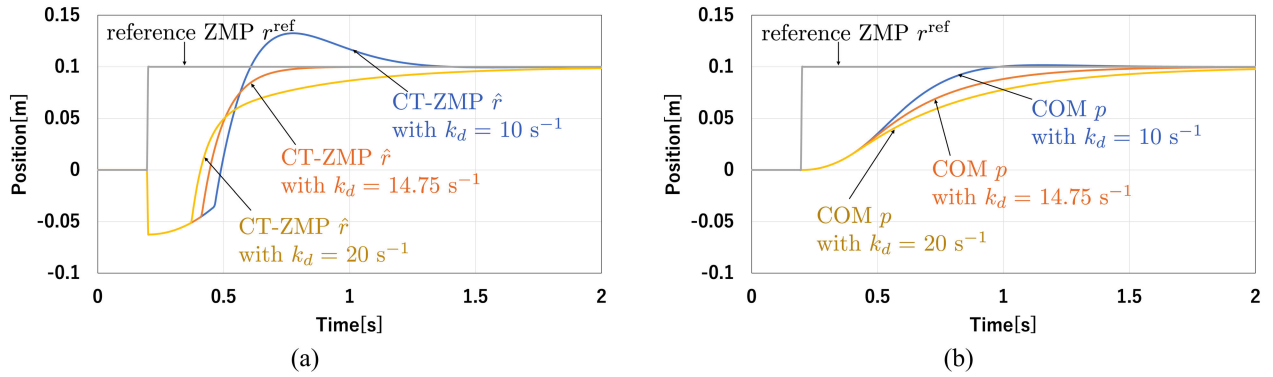 0.15
0.1
0.05
0
-0.05
-0.1
Position[m]
reference ZMP r^ref
CT-ZMP r̂
with k_d = 10 s⁻¹
CT-ZMP r̂
with k_d = 14.75 s⁻¹
CT-ZMP r̂
with k_d = 20 s⁻¹
0 0.5 1 1.5 2
Time[s]
(a)
0.15
0.1
0.05
0
-0.05
-0.1
Position[m]
reference ZMP r^ref
COM p
with k_d = 10 s⁻¹
COM p
with k_d = 14.75 s⁻¹
COM p
with k_d = 20 s⁻¹
0 0.5 1 1.5 2
Time[s]
(b)